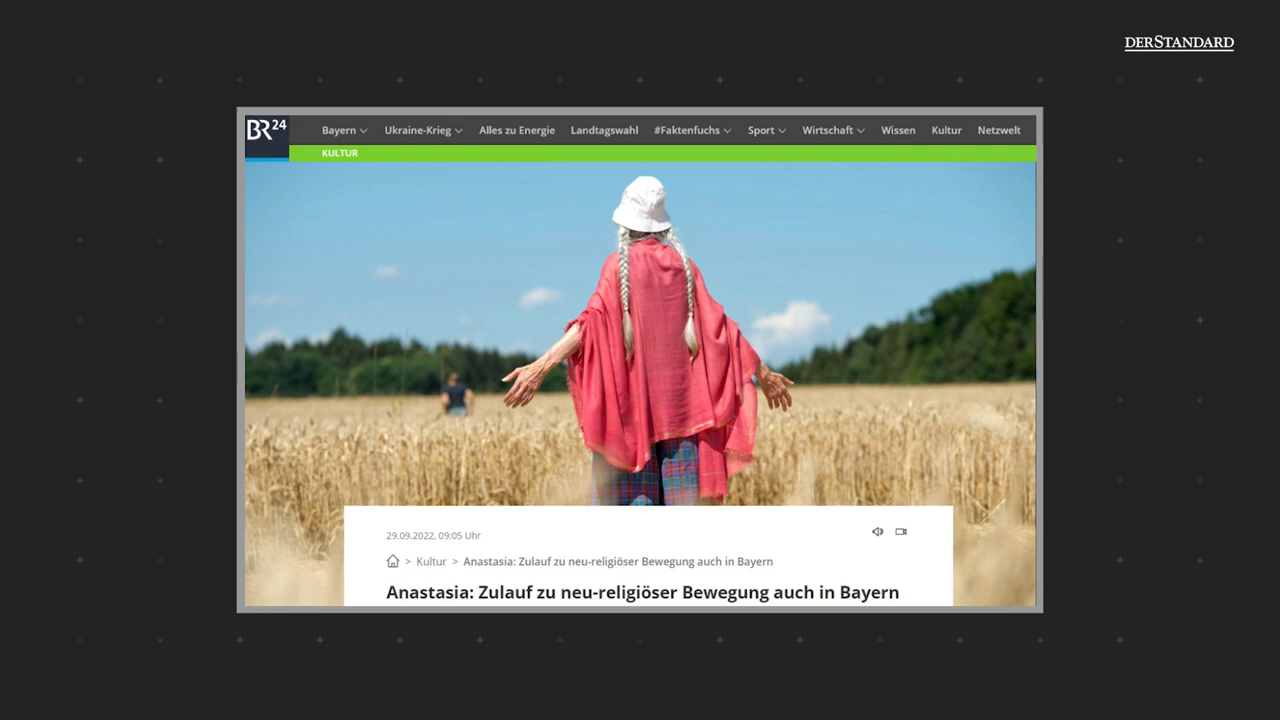 DERSTANDARD
BR24
Bayern Ukraine-Krieg Alles zu Energie Landtagswahl #Faktenfuchs Sport Wirtschaft Wissen Kultur Netzwelt
KULTUR
29.09.2022, 09:05 Uhr
> Kultur > Anastasia: Zulauf zu neu-religiöser Bewegung auch in Bayern
Anastasia: Zulauf zu neu-religiöser Bewegung auch in Bayern